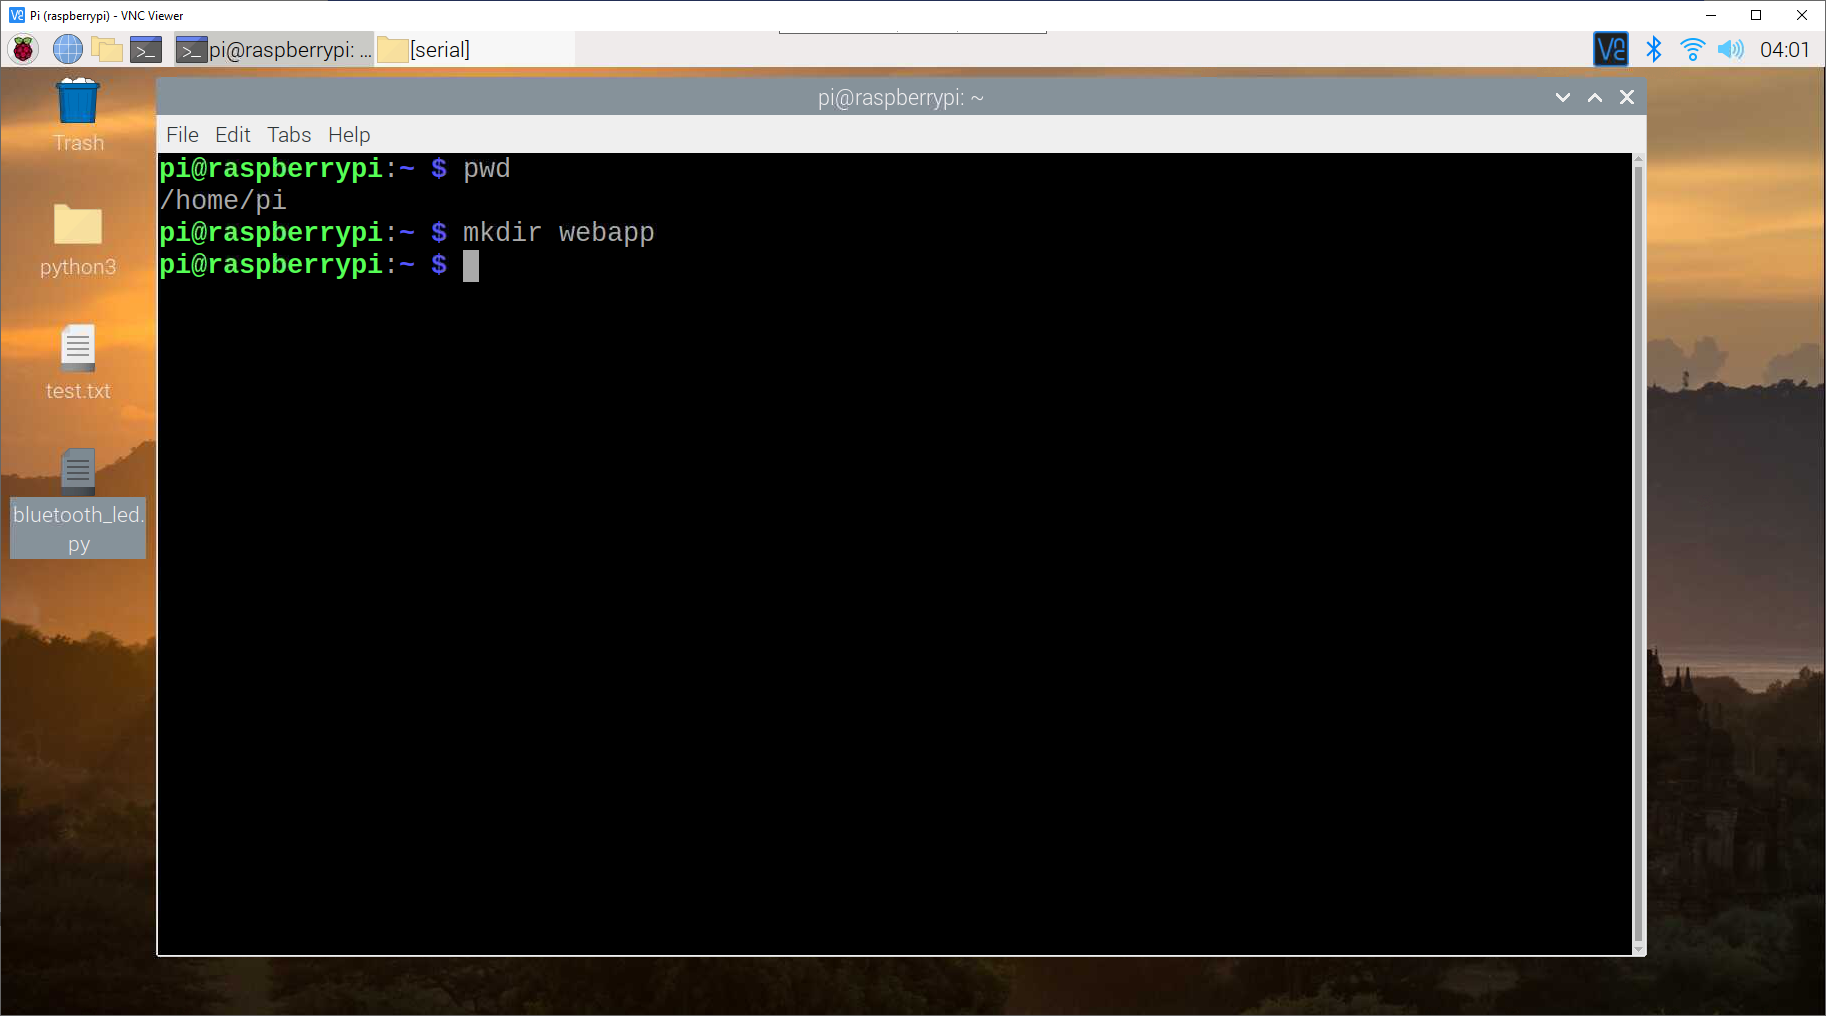 Pi (raspberrypi) - VNC Viewer
pi@raspberrypi: ...
[serial]
04:01
Trash
python3
test.txt
bluetooth_led.
py
pi@raspberrypi: ~
File Edit Tabs Help
pi@raspberrypi:~ $ pwd
/home/pi
pi@raspberrypi:~ $ mkdir webapp
pi@raspberrypi:~ $